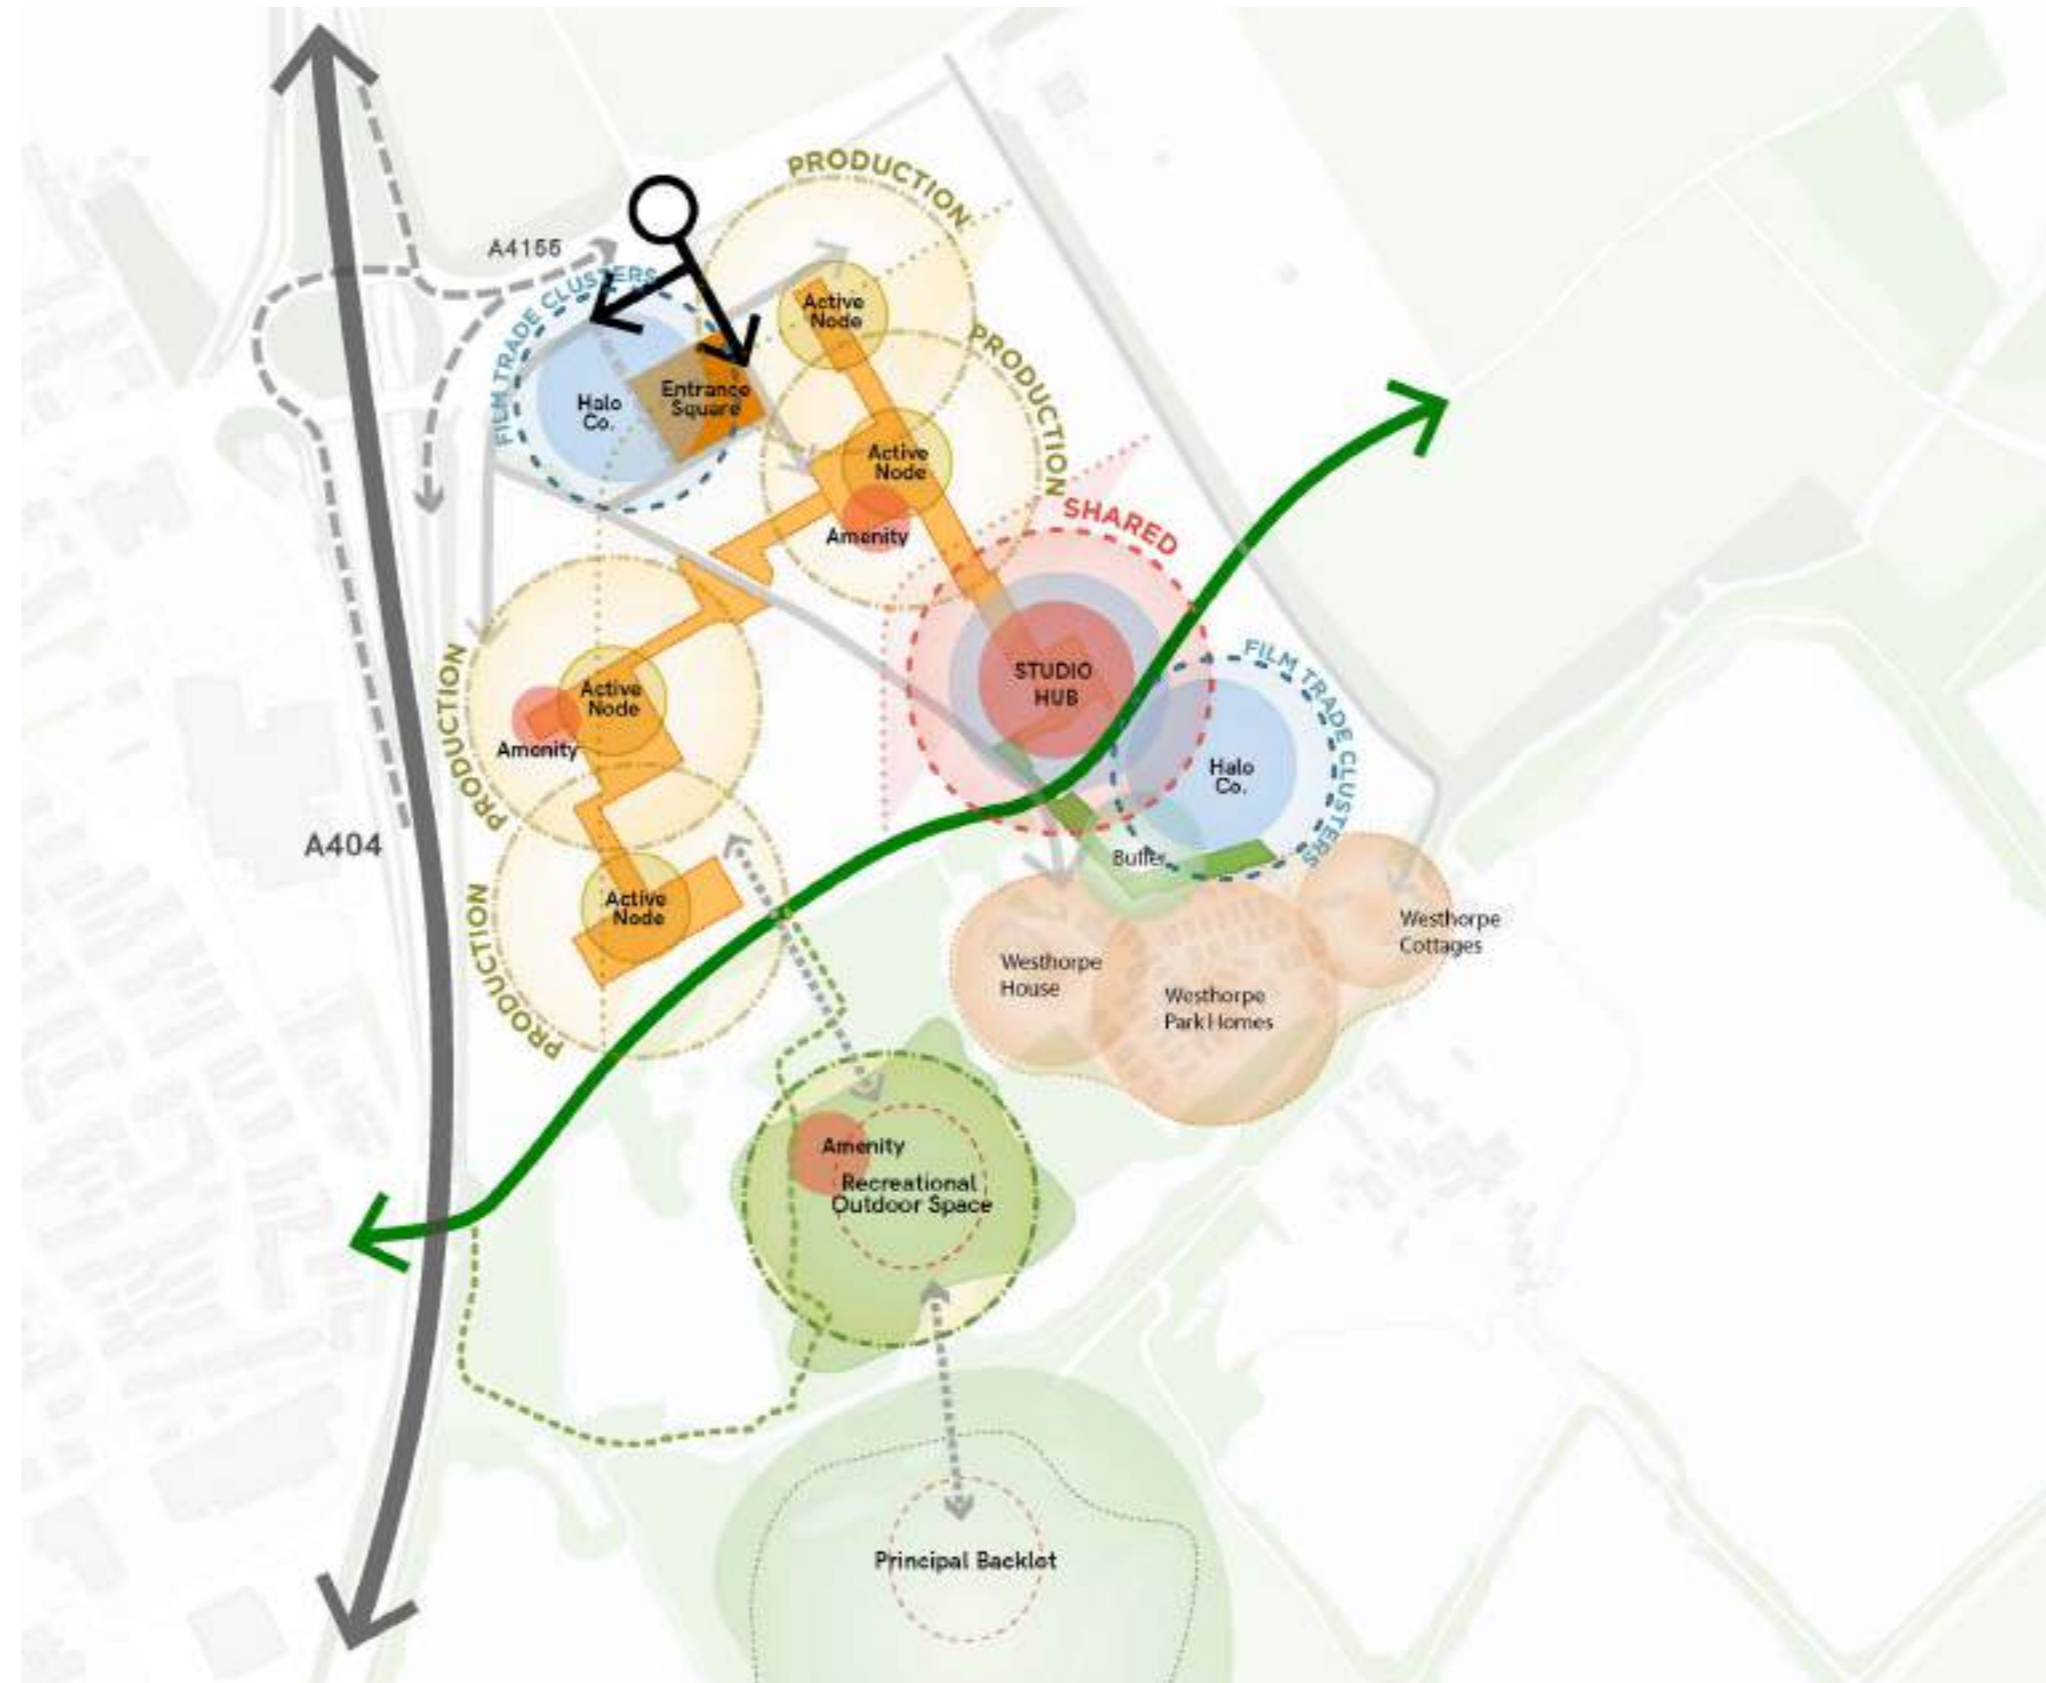 PRODUCTION
A4155
FILM TRADE CLUSTERS
Active
Node
PRODUCTION
Entrance
Square
Halo
Co.
Active
Node
Amenity
SHARED
STUDIO
HUB
FILM TRADE CLUSTERS
Halo
Co.
PRODUCTION
Active
Node
Amenity
A404
Buffer
PRODUCTION
Active
Node
Westhorpe
Cottages
Westhorpe
House
Westhorpe
Park Homes
Amenity
Recreational
Outdoor Space
Principal Backlot